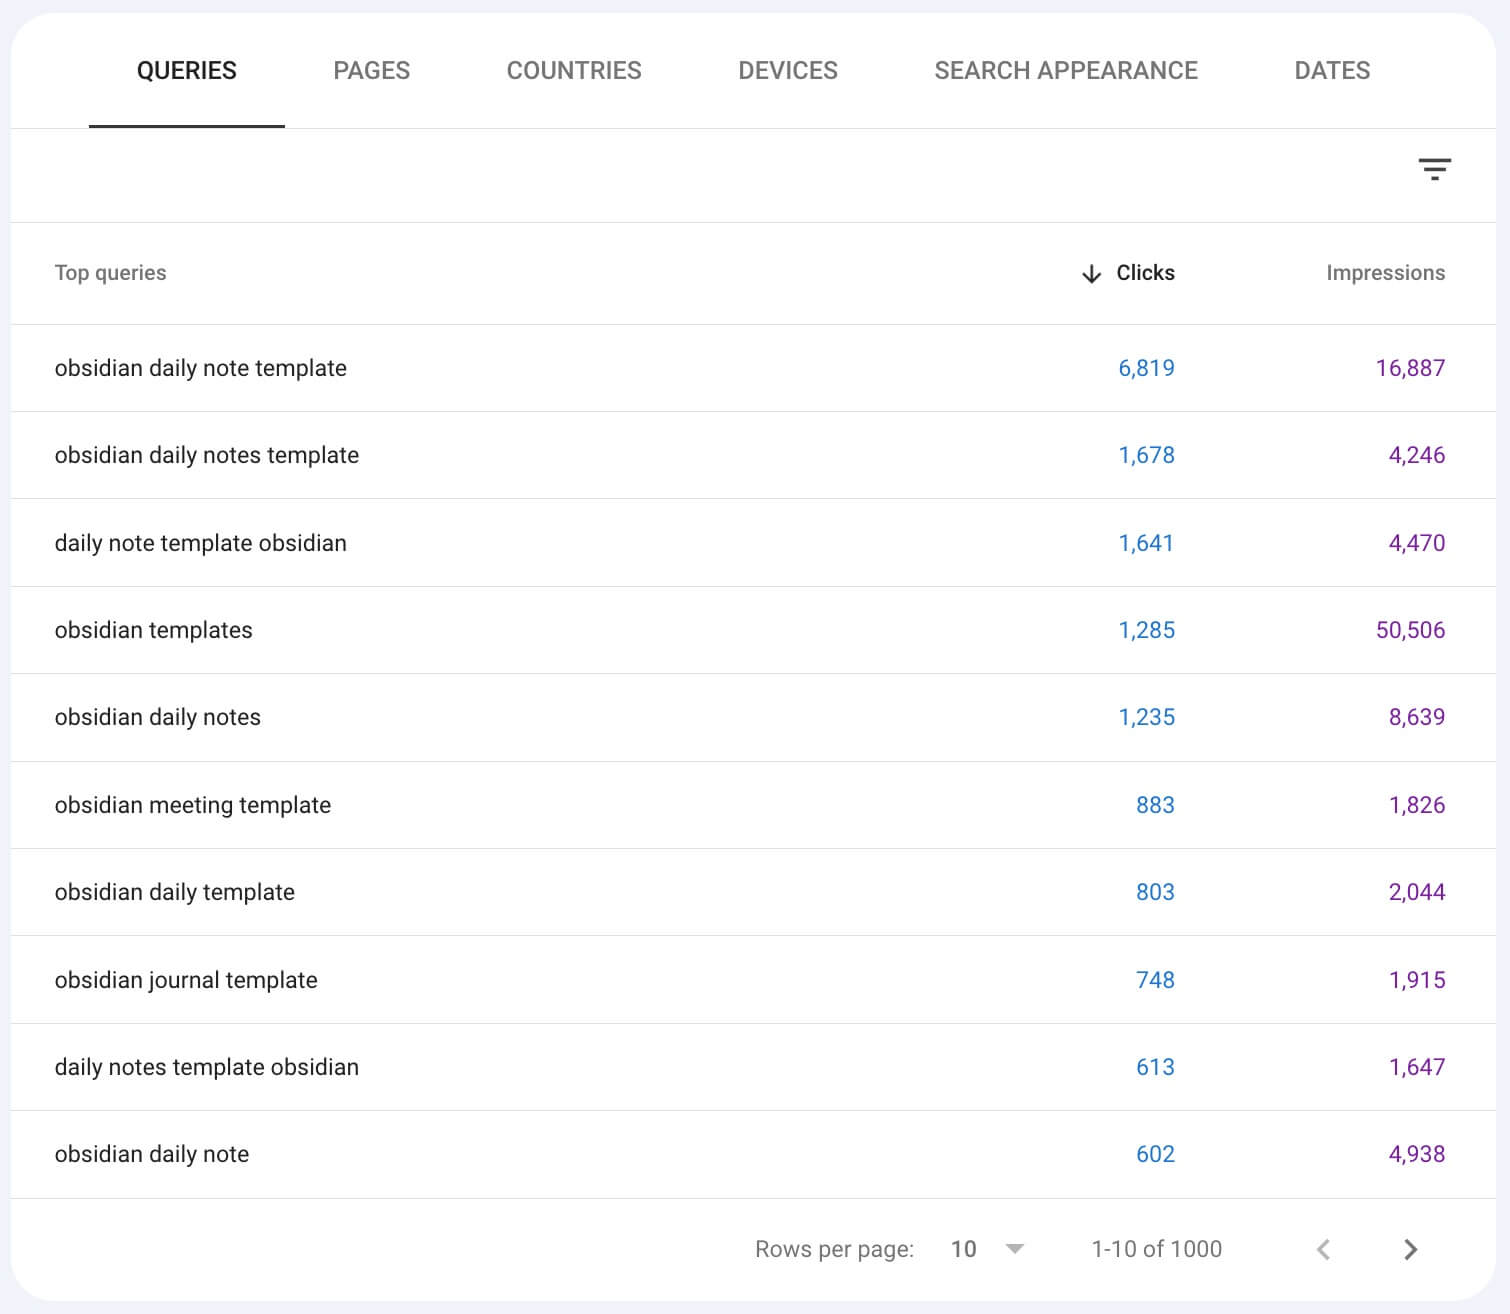 QUERIES PAGES COUNTRIES DEVICES SEARCH APPEARANCE DATES
Top queries Clicks Impressions
obsidian daily note template 6,819 16,887
obsidian daily notes template 1,678 4,246
daily note template obsidian 1,641 4,470
obsidian templates 1,285 50,506
obsidian daily notes 1,235 8,639
obsidian meeting template 883 1,826
obsidian daily template 803 2,044
obsidian journal template 748 1,915
daily notes template obsidian 613 1,647
obsidian daily note 602 4,938
Rows per page: 10 1-10 of 1000